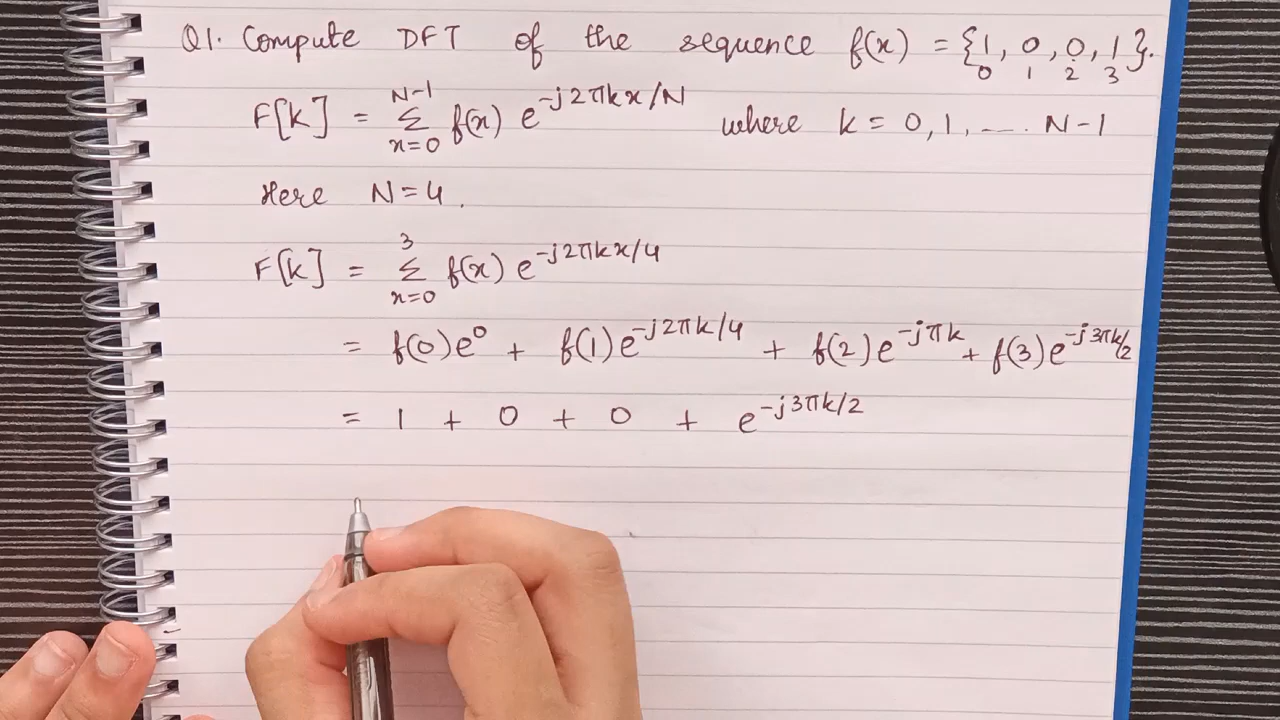 Q1. Compute DFT of the sequence f(x) = {1, 0, 0, 1}.
0 1 2 3
F[k] = Σ_{x=0}^{N-1} f(x) e^{-j2πkx/N} where k = 0, 1, .... N-1
Here N = 4.
F[k] = Σ_{x=0}^{3} f(x) e^{-j2πkx/4}
= f(0)e^{0} + f(1)e^{-j2πk/4} + f(2)e^{-jπk} + f(3)e^{-j3πk/2}
= 1 + 0 + 0 + e^{-j3πk/2}